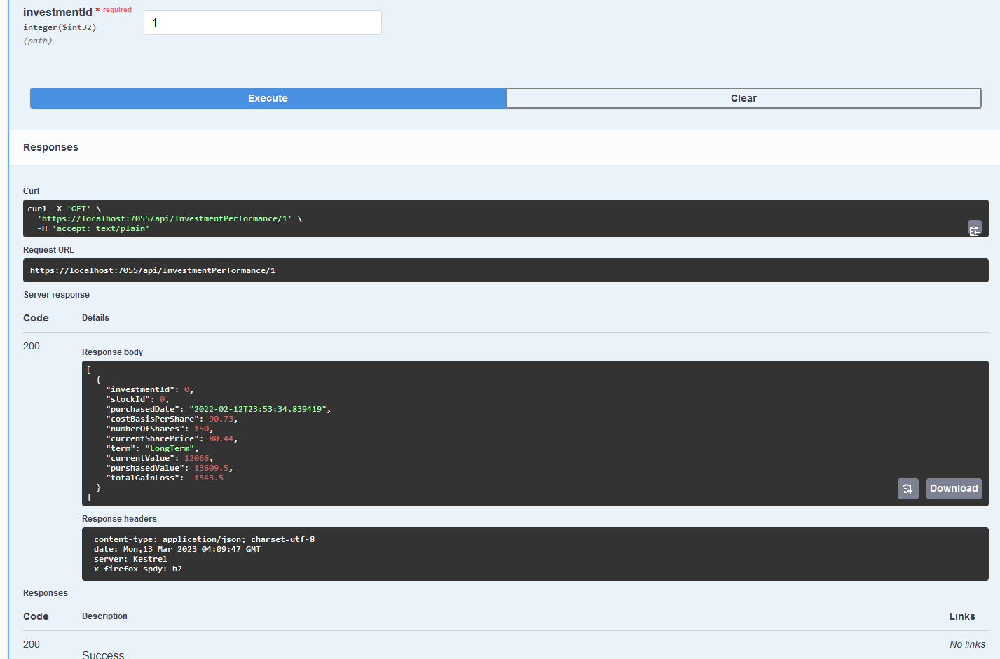 investmentId * required
integer($int32)
(path)
1
Execute
Clear
Responses
Curl
curl -X 'GET' \
  'https://localhost:7055/api/InvestmentPerformance/1' \
  -H 'accept: text/plain'
Request URL
https://localhost:7055/api/InvestmentPerformance/1
Server response
Code Details
200
Response body
[
  {
    "investmentId": 0,
    "stockId": 0,
    "purchasedDate": "2022-02-12T23:53:34.839419",
    "costBasisPerShare": 90.73,
    "numberOfShares": 150,
    "currentSharePrice": 80.44,
    "term": "LongTerm",
    "currentValue": 12066,
    "purshasedValue": 13609.5,
    "totalGainLoss": -1543.5
  }
]
Download
Response headers
content-type: application/json; charset=utf-8
date: Mon,13 Mar 2023 04:09:47 GMT
server: Kestrel
x-firefox-spdy: h2
Responses
Code Description Links
200 No links
Success